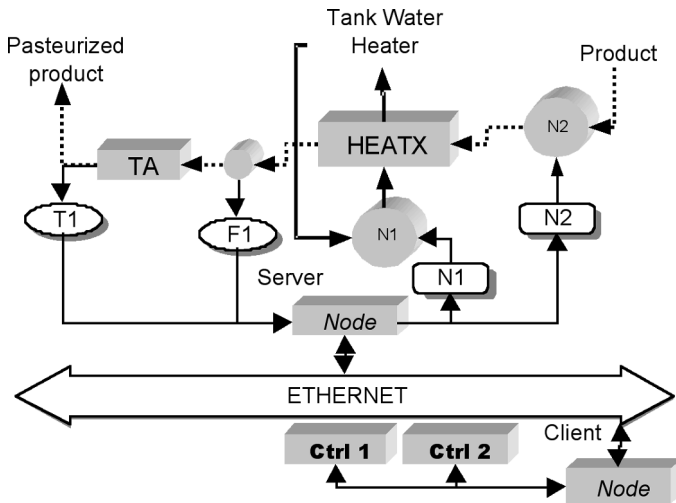 Tank Water
Heater
Pasteurized
product
Product
N2
HEATX
TA
T1
F1
N1
N2
N1
Server
Node
ETHERNET
Client
Ctrl 1
Ctrl 2
Node